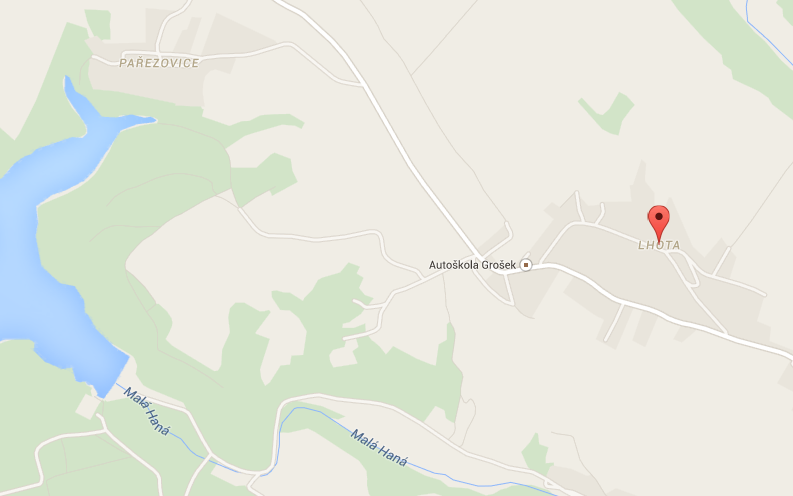 PAŘEZOVICE
LHOTA
Autoškola Grošek
Malá Haná
Malá Haná